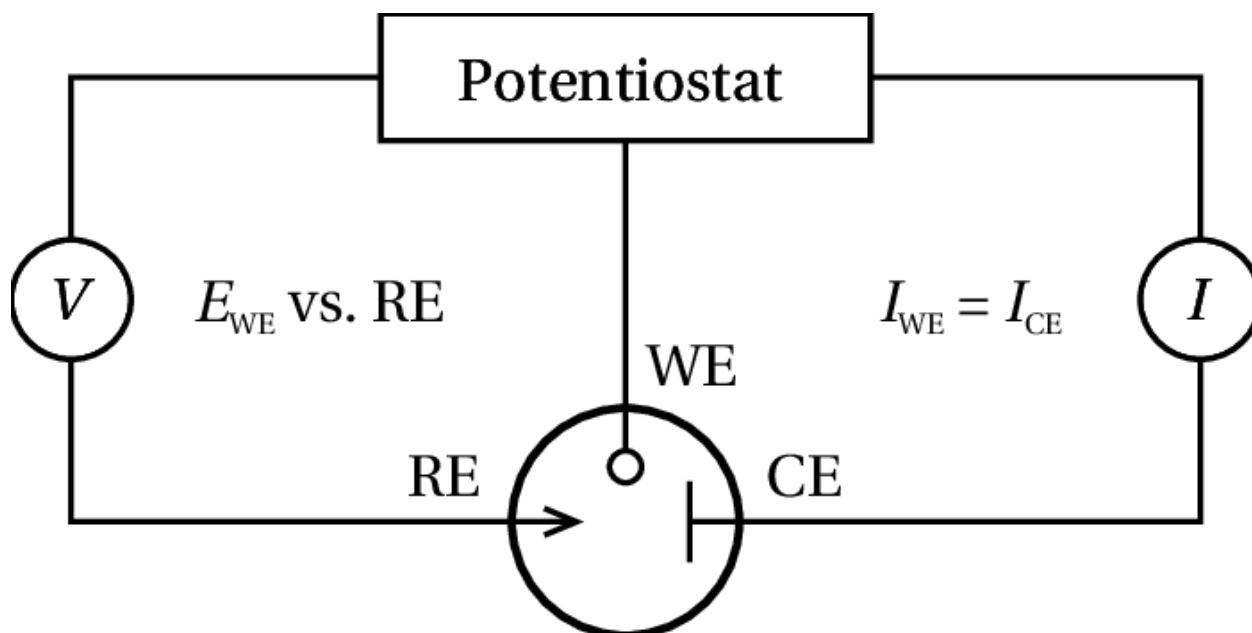 Potentiostat
V
E_WE vs. RE
I_WE = I_CE
I
WE
RE
CE